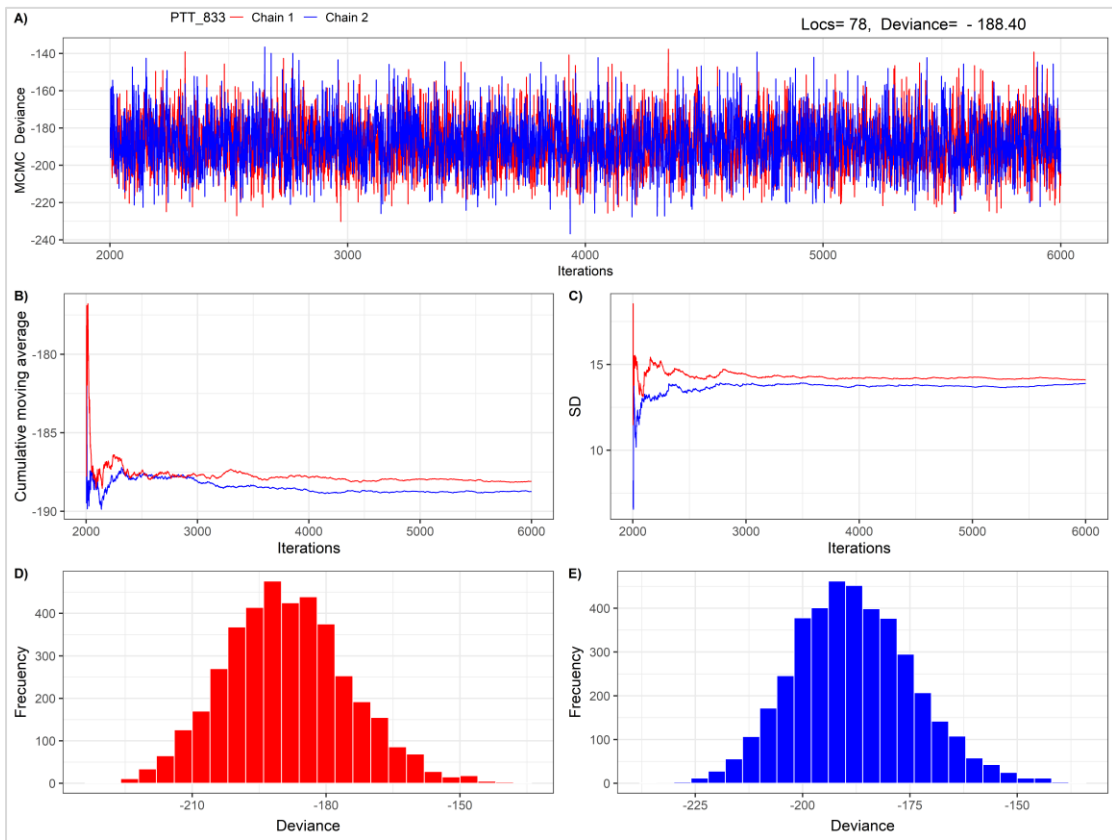 A) PTT_833 Chain 1 Chain 2 Locs= 78, Deviance= - 188.40
MCMC Deviance
-140
-160
-180
-200
-220
-240
2000 3000 4000 5000 6000
Iterations
B)
Cumulative moving average
-180
-185
-190
2000 3000 4000 5000 6000
Iterations
C)
SD
15
10
2000 3000 4000 5000 6000
Iterations
D)
Frecuency
400
300
200
100
0
-210 -180 -150
Deviance
E)
Frecuency
400
300
200
100
0
-225 -200 -175 -150
Deviance